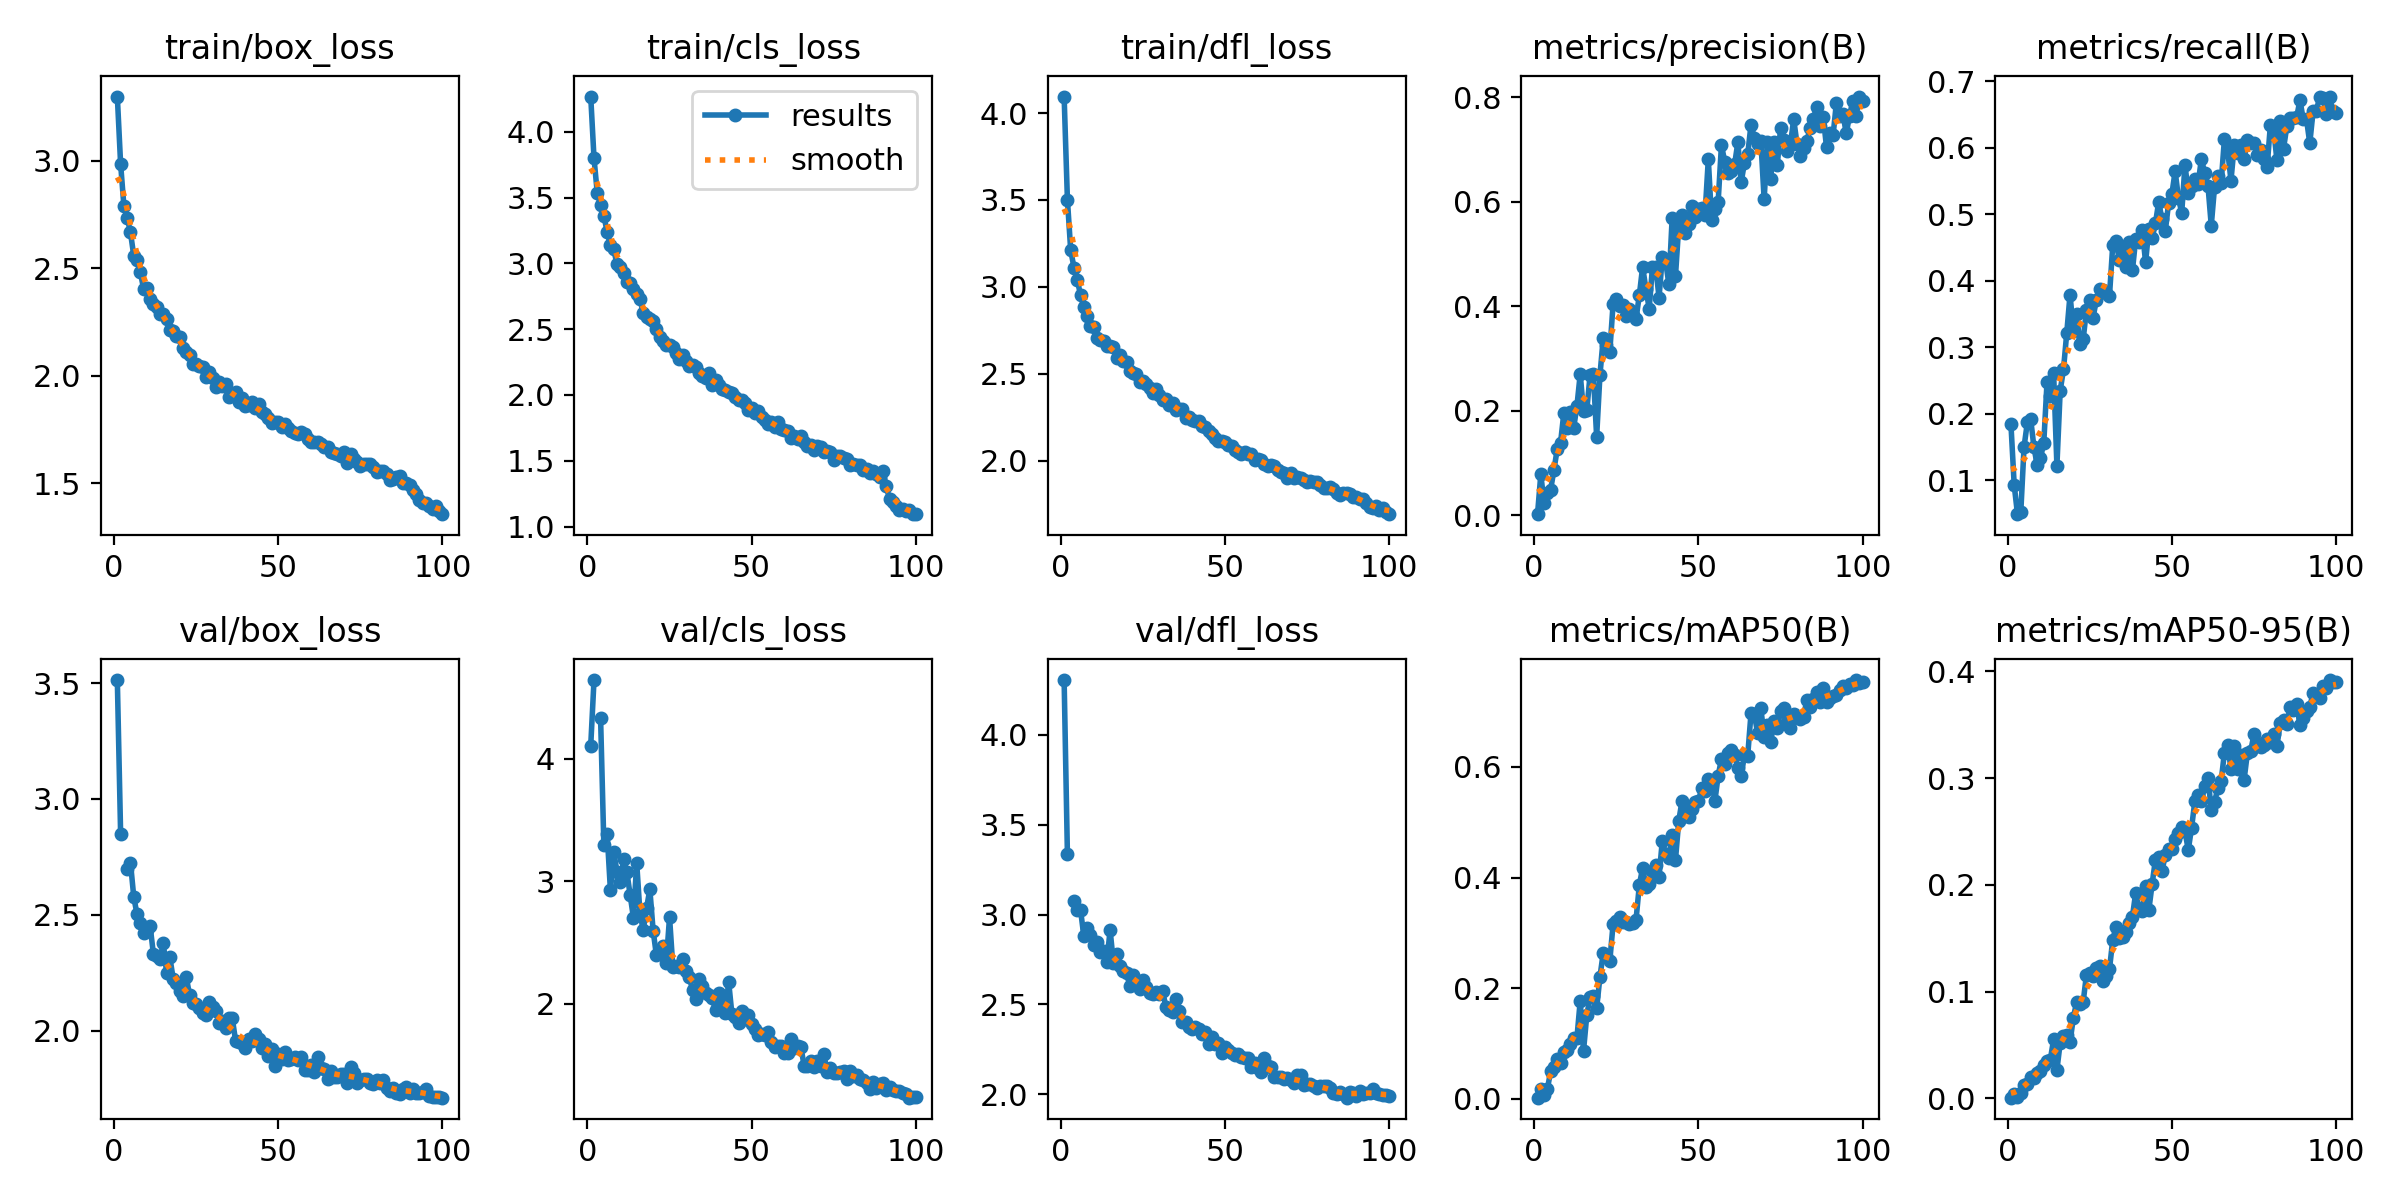 train/box_loss
3.0
2.5
2.0
1.5
0 50 100
train/cls_loss
results
smooth
4.0
3.5
3.0
2.5
2.0
1.5
1.0
0 50 100
train/dfl_loss
4.0
3.5
3.0
2.5
2.0
0 50 100
metrics/precision(B)
0.8
0.6
0.4
0.2
0.0
0 50 100
metrics/recall(B)
0.7
0.6
0.5
0.4
0.3
0.2
0.1
0 50 100
val/box_loss
3.5
3.0
2.5
2.0
0 50 100
val/cls_loss
4
3
2
0 50 100
val/dfl_loss
4.0
3.5
3.0
2.5
2.0
0 50 100
metrics/mAP50(B)
0.6
0.4
0.2
0.0
0 50 100
metrics/mAP50-95(B)
0.4
0.3
0.2
0.1
0.0
0 50 100